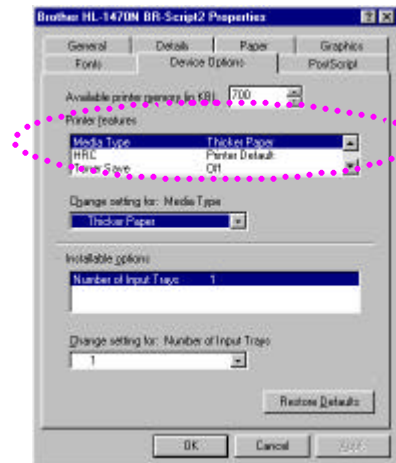 Brother HL-1470N BR-Script2 Properties
General Details Paper Graphics
Fonts Device Options PostScript
Available printer memory (in KB): 700
Printer features
Media Type Thicker Paper
HRC Printer Default
Toner Save Off
Change setting for: Media Type
Thicker Paper
Installable options
Number of Input Trays 1
Change setting for: Number of Input Trays
1
Restore Defaults
OK Cancel Apply